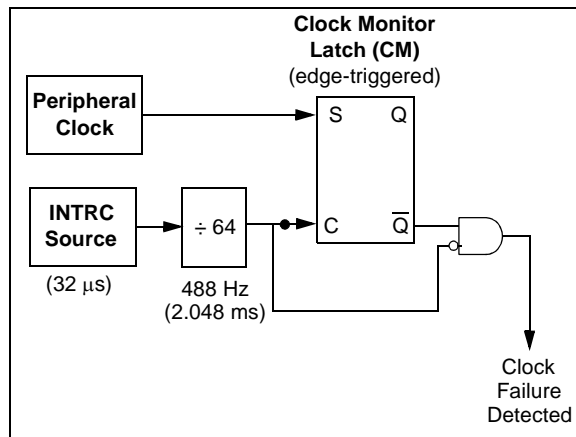 Clock Monitor
Latch (CM)
(edge-triggered)
Peripheral
Clock
S Q
INTRC
Source
÷ 64
C Q̅
(32 μs)
488 Hz
(2.048 ms)
Clock
Failure
Detected